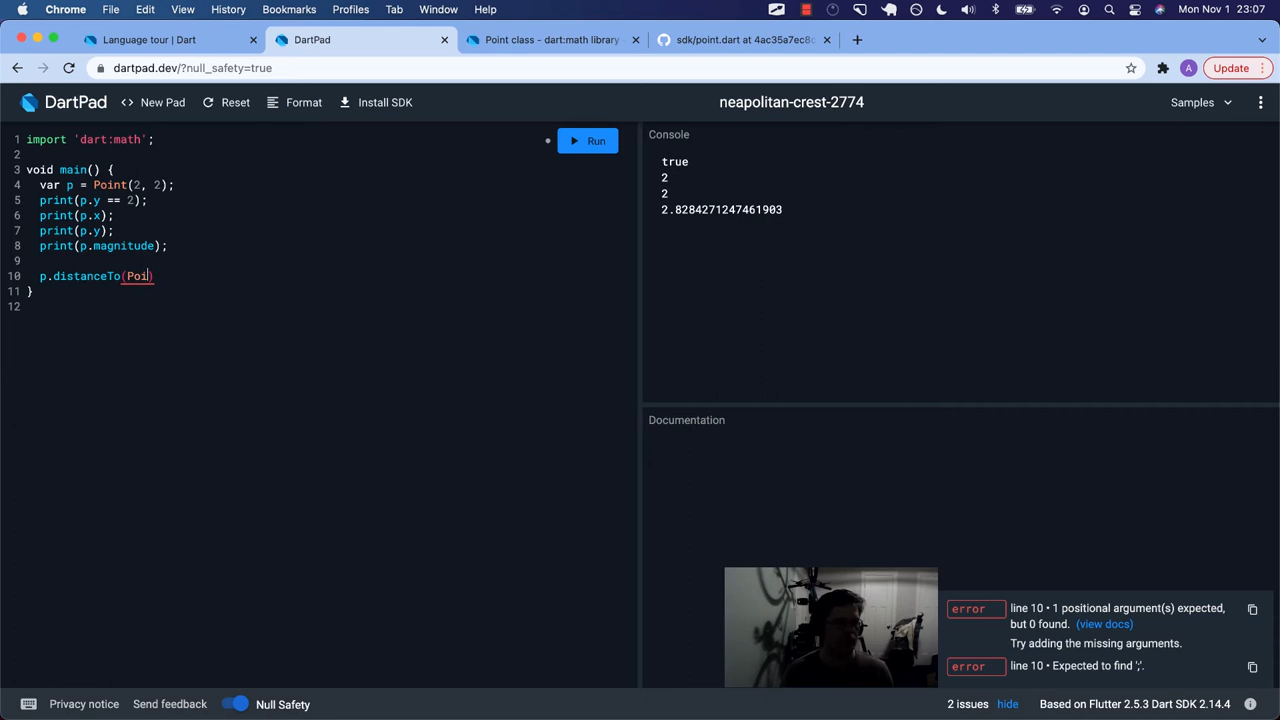 Chrome File Edit View History Bookmarks Profiles Tab Window Help Mon Nov 1 23:07
Language tour | Dart
DartPad
Point class - dart:math library
sdk/point.dart at 4ac35a7ec8c
dartpad.dev/?null_safety=true
A
Update
DartPad
<> New Pad
Reset
Format
Install SDK
neapolitan-crest-2774
Samples
1 import 'dart:math';
2
3 void main() {
4 var p = Point(2, 2);
5 print(p.y == 2);
6 print(p.x);
7 print(p.y);
8 print(p.magnitude);
9
10 p.distanceTo(Poi)
11 }
12
Run
Console
true
2
2
2.8284271247461903
Documentation
error line 10 • 1 positional argument(s) expected,
but 0 found. (view docs)
Try adding the missing arguments.
error line 10 • Expected to find ';'.
Privacy notice Send feedback Null Safety 2 issues hide Based on Flutter 2.5.3 Dart SDK 2.14.4